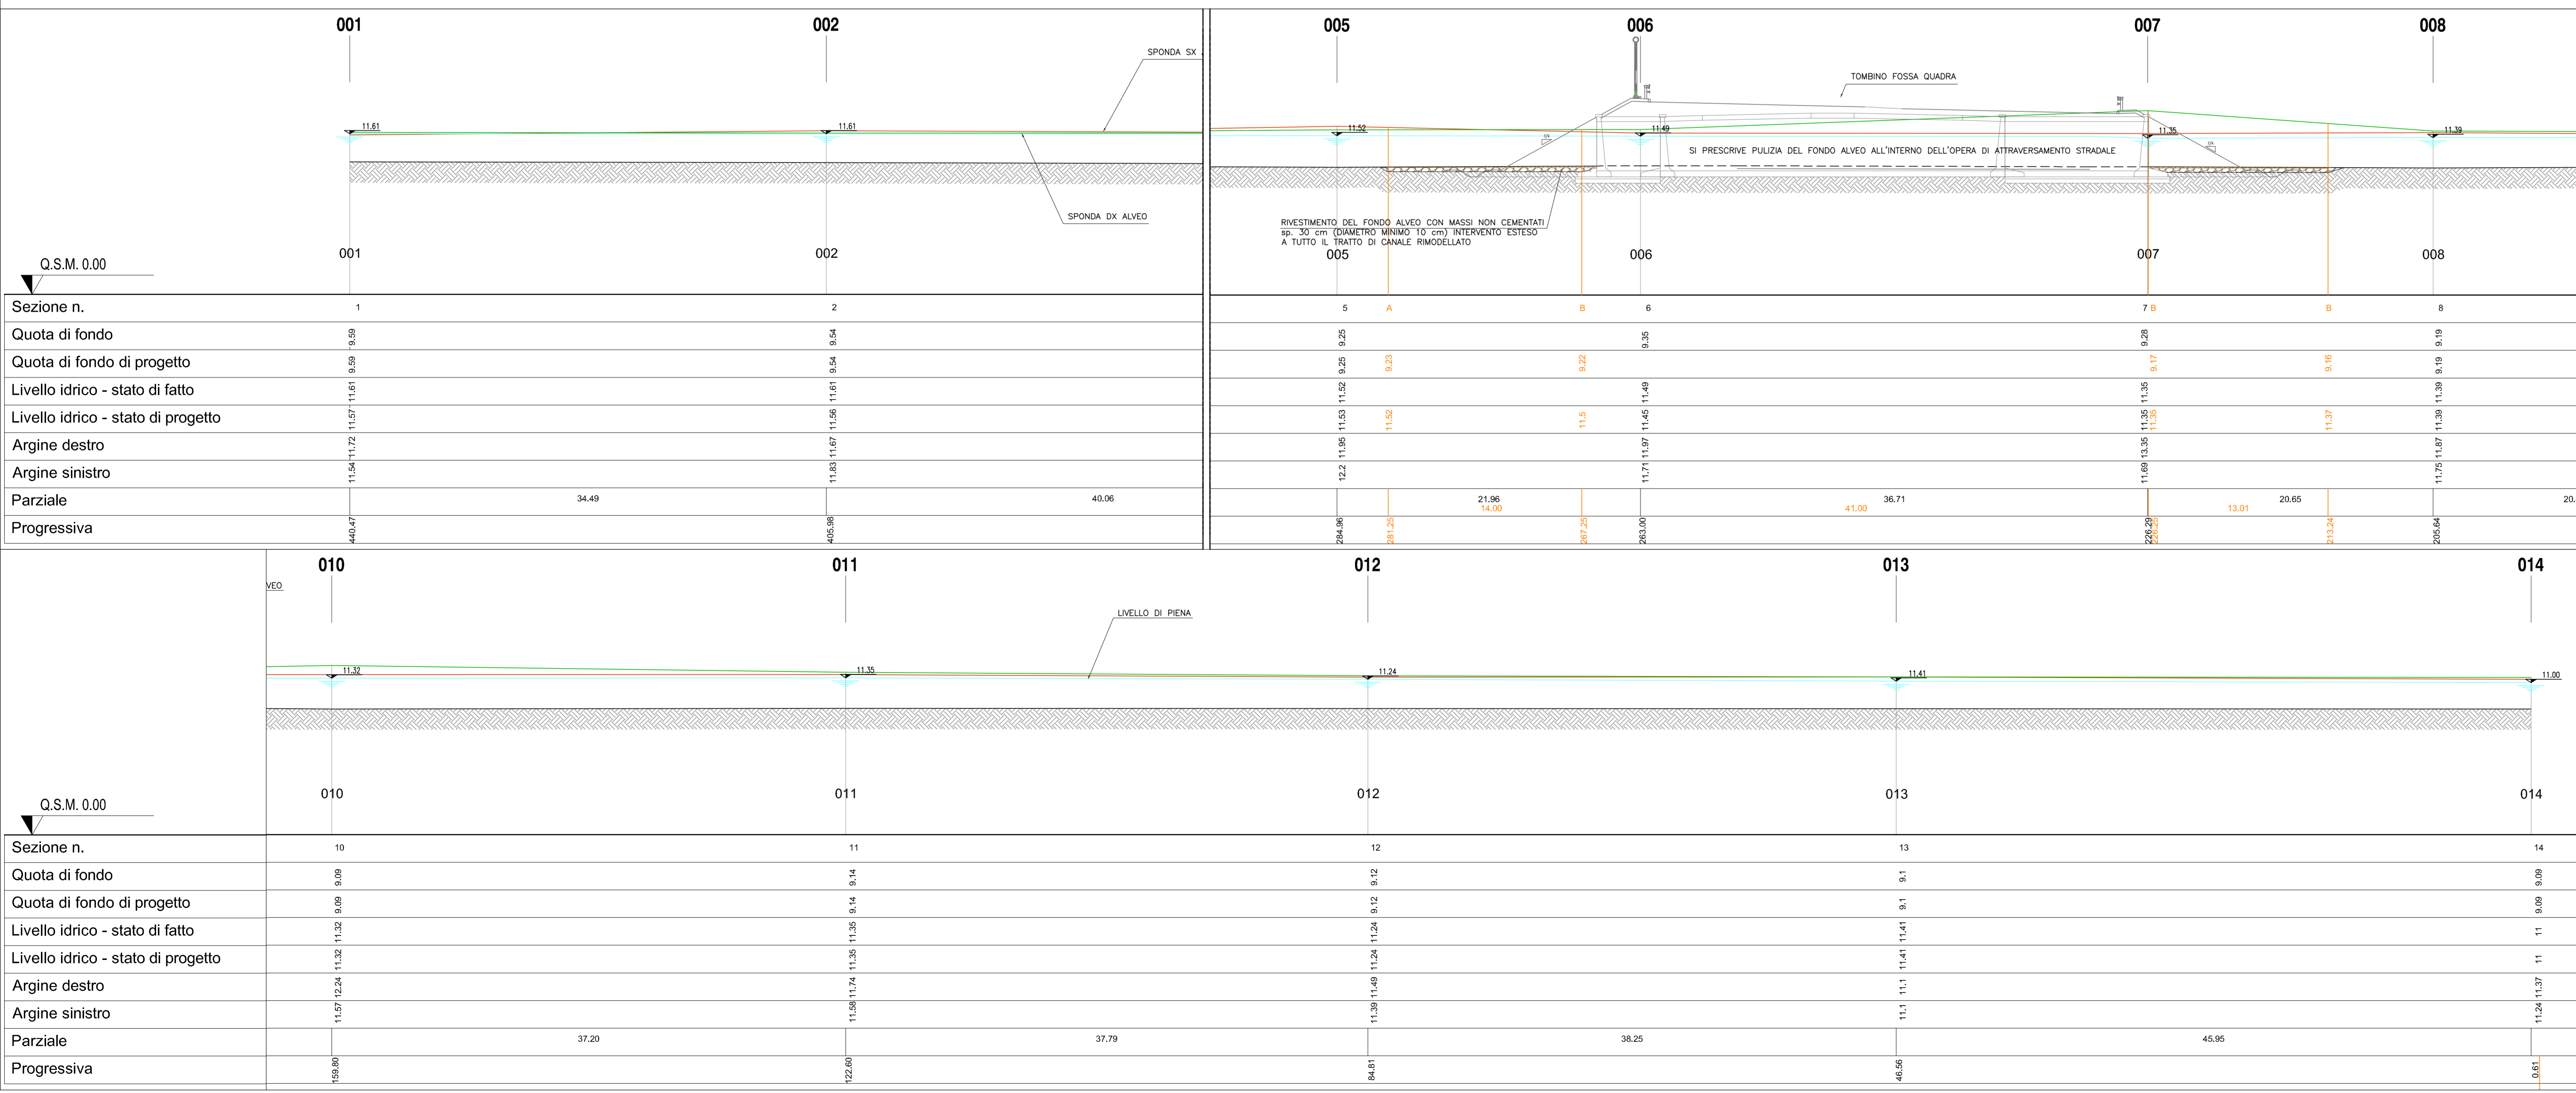 001 002
SPONDA SX
11.61 11.61
SPONDA DX ALVEO
001 002
Q.S.M. 0.00
005 006 007 008
TOMBINO FOSSA QUADRA
11.52 11.49 11.35 11.39
SI PRESCRIVE PULIZIA DEL FONDO ALVEO ALL'INTERNO DELL'OPERA DI ATTRAVERSAMENTO STRADALE
RIVESTIMENTO DEL FONDO ALVEO CON MASSI NON CEMENTATI
sp. 30 cm (DIAMETRO MINIMO 10 cm) INTERVENTO ESTESO
A TUTTO IL TRATTO DI CANALE RIMODELLATO
005 006 007 008
Sezione n. 1 2 5 A B 6 7 B B 8
Quota di fondo 9.59 9.54 9.25 9.35 9.28 9.19
Quota di fondo di progetto 9.59 9.54 9.25 9.23 9.22 9.17 9.16 9.19
Livello idrico - stato di fatto 11.61 11.61 11.52 11.49 11.35 11.39
Livello idrico - stato di progetto 11.57 11.56 11.53 11.52 11.5 11.45 11.35 11.35 11.37 11.39
Argine destro 11.72 11.67 11.95 11.97 13.35 11.87
Argine sinistro 11.54 11.83 12.2 11.71 11.69 11.75
Parziale 34.49 40.06 21.96 36.71 20.65 20.
14.00 41.00 13.01
Progressiva 440.47 405.98 284.96 281.25 267.25 263.00 226.29 226.25 213.24 205.64
010 011 012 013 014
VEO
LIVELLO DI PIENA
11.32 11.35 11.24 11.41 11.00
010 011 012 013 014
Q.S.M. 0.00
Sezione n. 10 11 12 13 14
Quota di fondo 9.09 9.14 9.12 9.1 9.09
Quota di fondo di progetto 9.09 9.14 9.12 9.1 9.09
Livello idrico - stato di fatto 11.32 11.35 11.24 11.41 11
Livello idrico - stato di progetto 11.32 11.35 11.24 11.41 11
Argine destro 12.24 11.74 11.49 11.1 11.37
Argine sinistro 11.57 11.58 11.39 11.1 11.24
Parziale 37.20 37.79 38.25 45.95
Progressiva 159.80 122.60 84.81 46.56 0.61